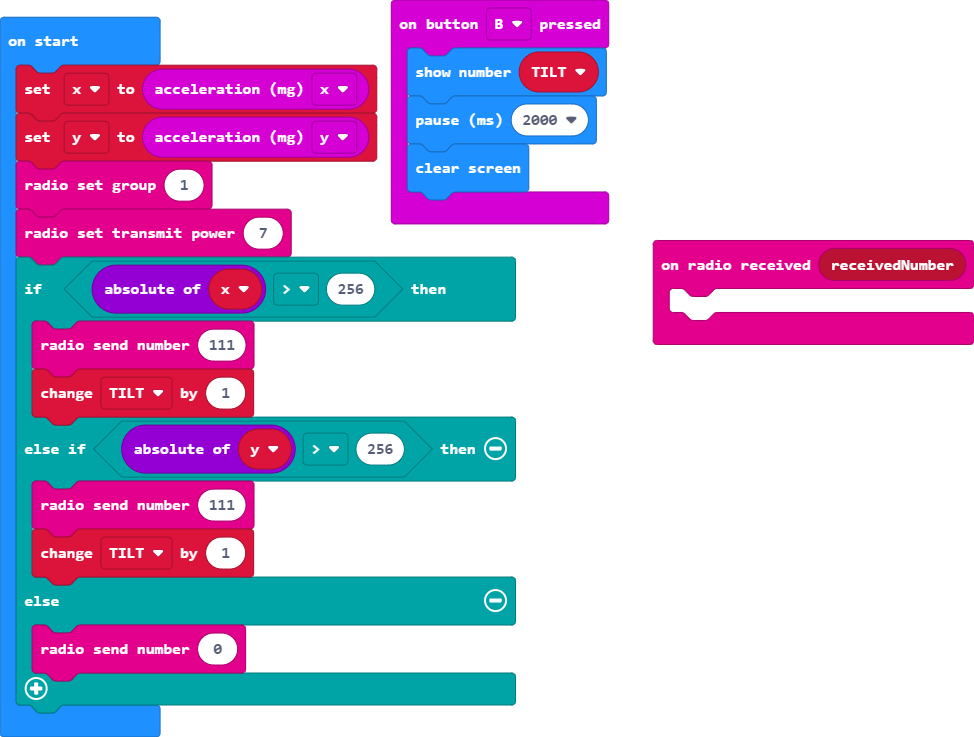 on start
set x to acceleration (mg) x
set y to acceleration (mg) y
radio set group 1
radio set transmit power 7
if absolute of x > 256 then
radio send number 111
change TILT by 1
else if absolute of y > 256 then
radio send number 111
change TILT by 1
else
radio send number 0
on button B pressed
show number TILT
pause (ms) 2000
clear screen
on radio received receivedNumber